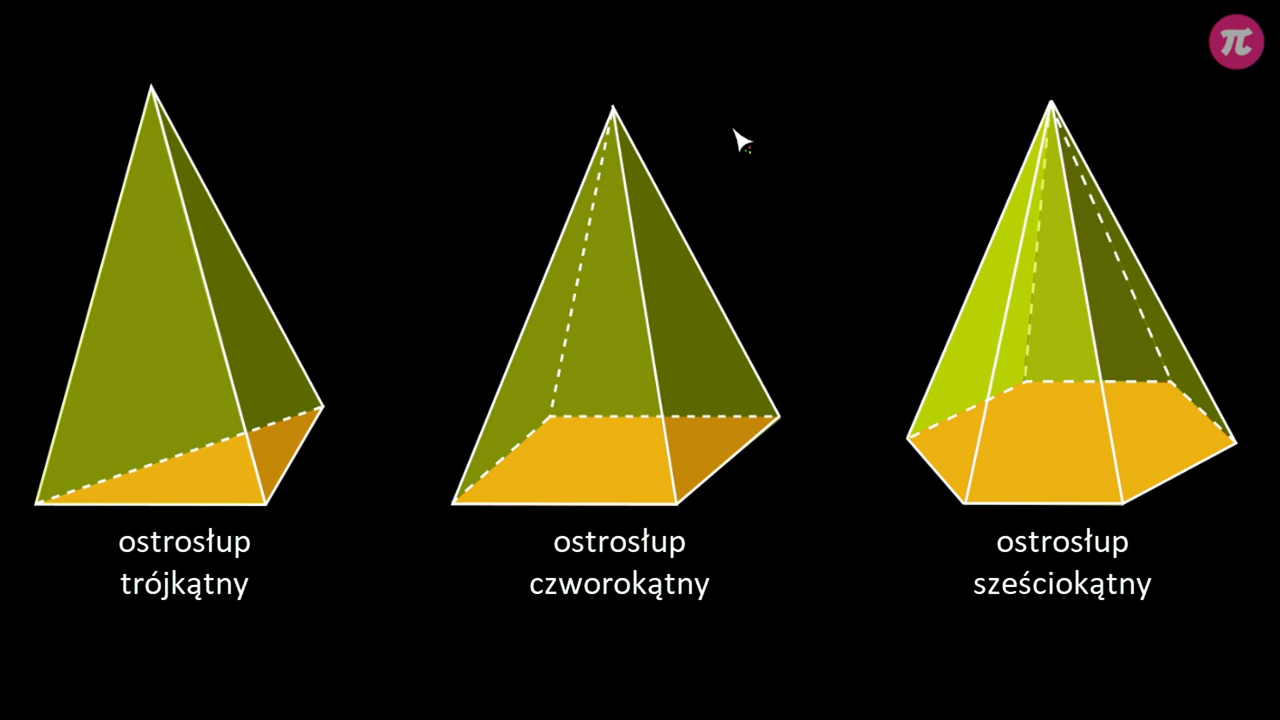 π
ostrosłup
trójkątny
ostrosłup
czworokątny
ostrosłup
sześciokątny